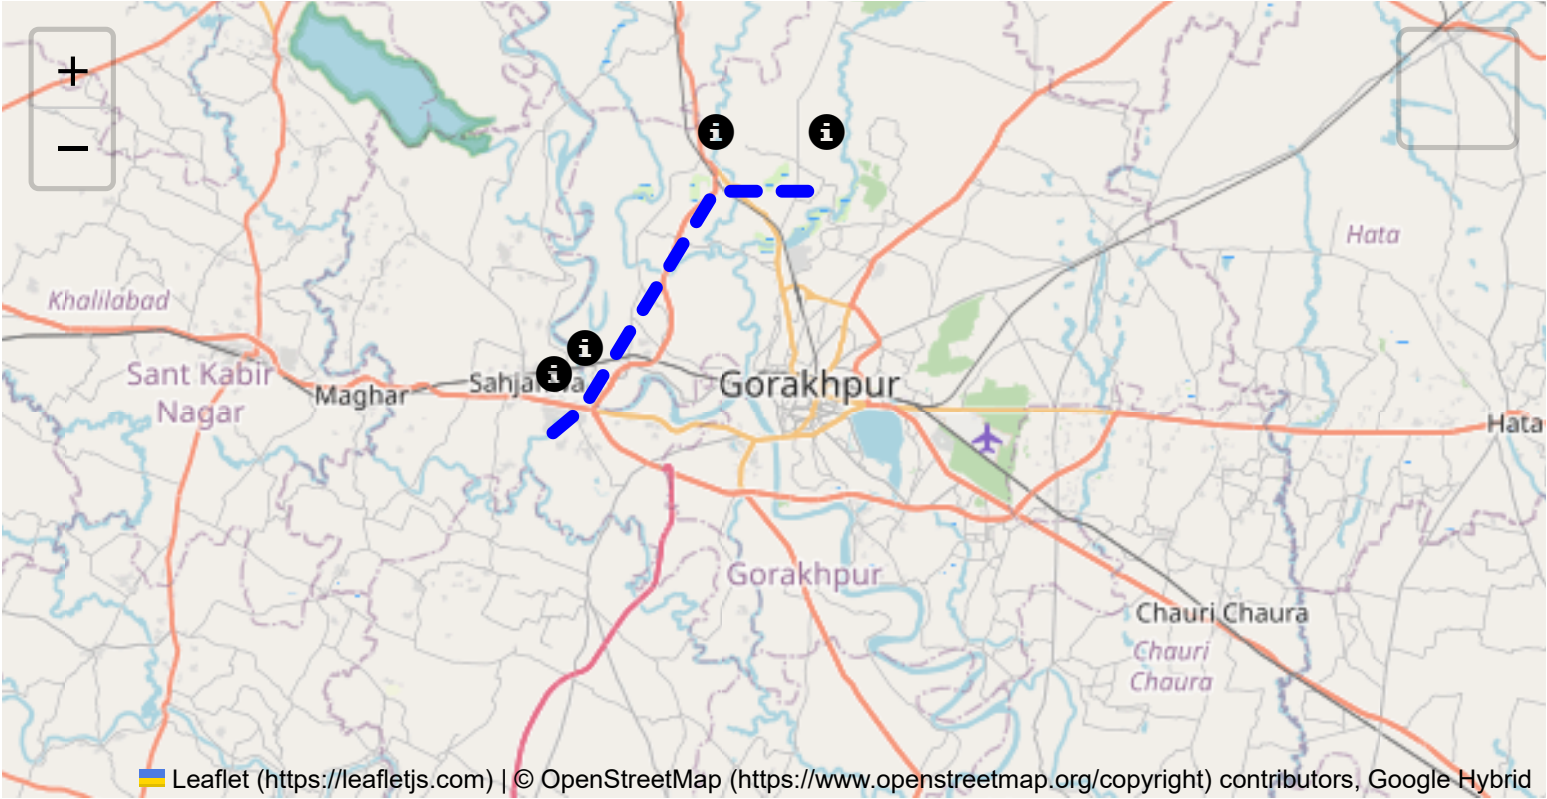 +
−
i
i
Hata
Khalilabad
i
i
Sant Kabir
Nagar
Maghar
Gorakhpur
Hata
Gorakhpur
Chauri Chaura
Chauri
Chaura
Leaflet (https://leafletjs.com) | © OpenStreetMap (https://www.openstreetmap.org/copyright) contributors, Google Hybrid